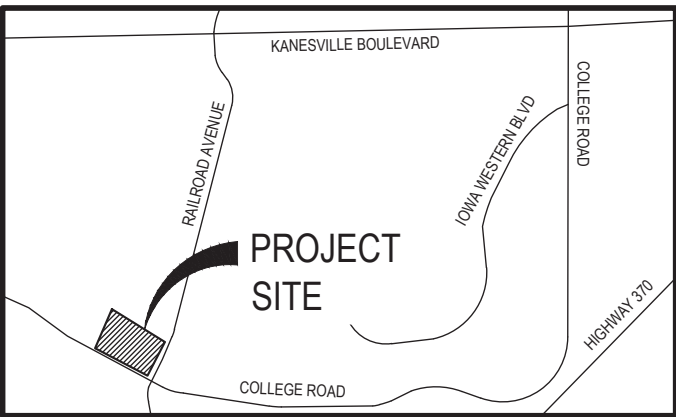 KANESVILLE BOULEVARD
COLLEGE ROAD
IOWA WESTERN BLVD
RAILROAD AVENUE
PROJECT
SITE
HIGHWAY 370
COLLEGE ROAD